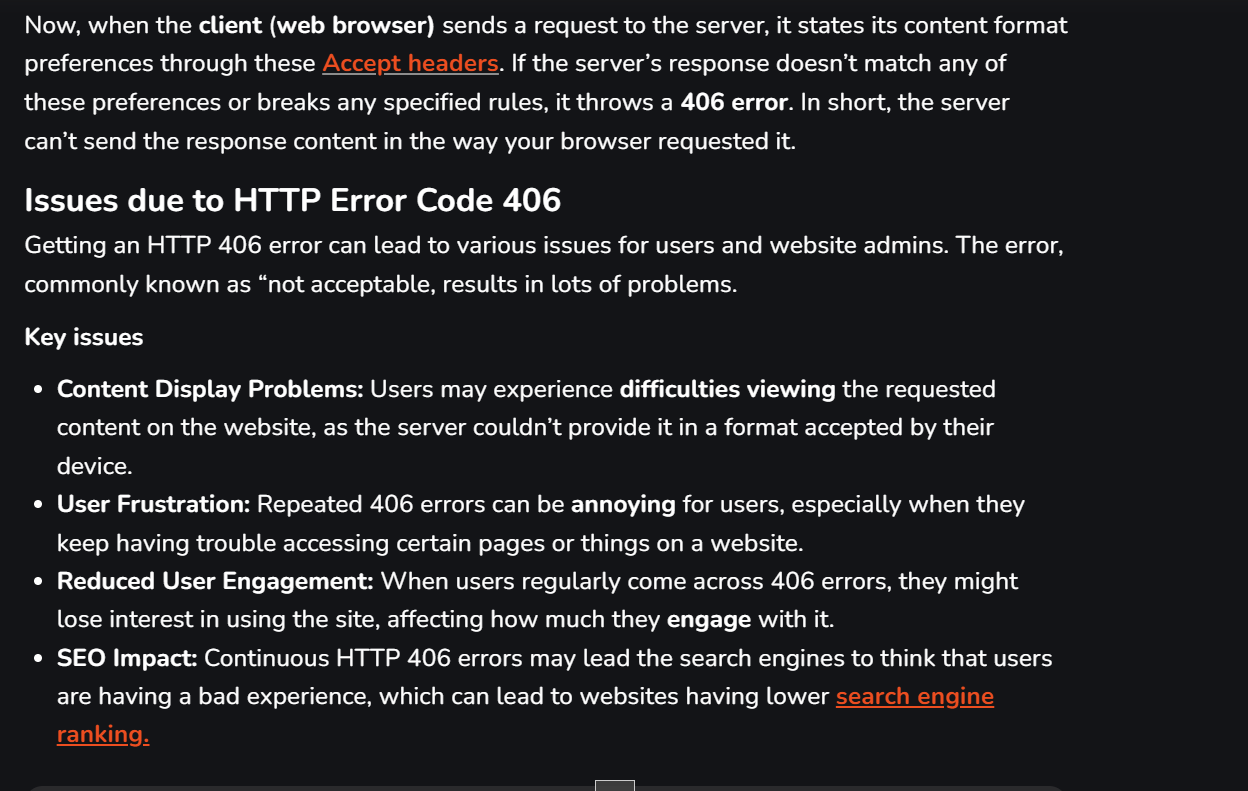 Now, when the client (web browser) sends a request to the server, it states its content format
preferences through these Accept headers. If the server’s response doesn’t match any of
these preferences or breaks any specified rules, it throws a 406 error. In short, the server
can’t send the response content in the way your browser requested it.
Issues due to HTTP Error Code 406
Getting an HTTP 406 error can lead to various issues for users and website admins. The error,
commonly known as “not acceptable, results in lots of problems.
Key issues
• Content Display Problems: Users may experience difficulties viewing the requested
content on the website, as the server couldn’t provide it in a format accepted by their
device.
• User Frustration: Repeated 406 errors can be annoying for users, especially when they
keep having trouble accessing certain pages or things on a website.
• Reduced User Engagement: When users regularly come across 406 errors, they might
lose interest in using the site, affecting how much they engage with it.
• SEO Impact: Continuous HTTP 406 errors may lead the search engines to think that users
are having a bad experience, which can lead to websites having lower search engine
ranking.